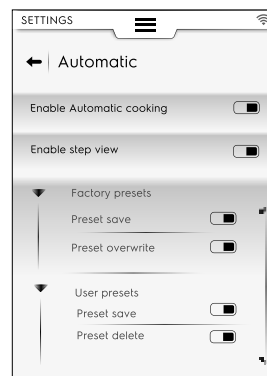 SETTINGS
Automatic
Enable Automatic cooking
Enable step view
Factory presets
Preset save
Preset overwrite
User presets
Preset save
Preset delete